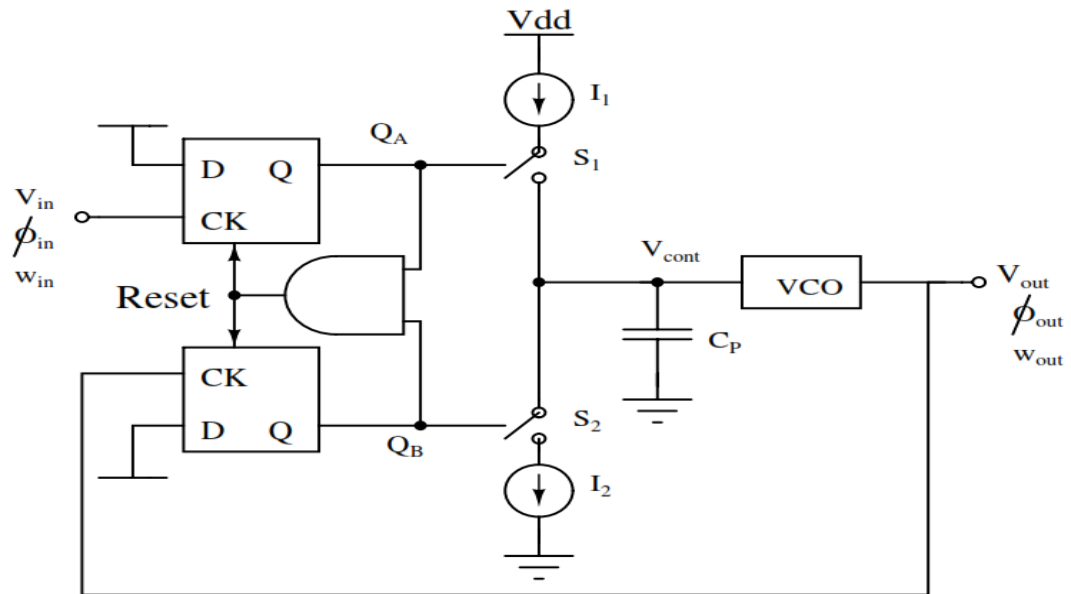 Vdd
I1
QA
S1
D Q
Vin
CK
ϕin
win
Vcont
Reset
VCO
Vout
ϕout
CP
wout
CK
S2
D Q
QB
I2